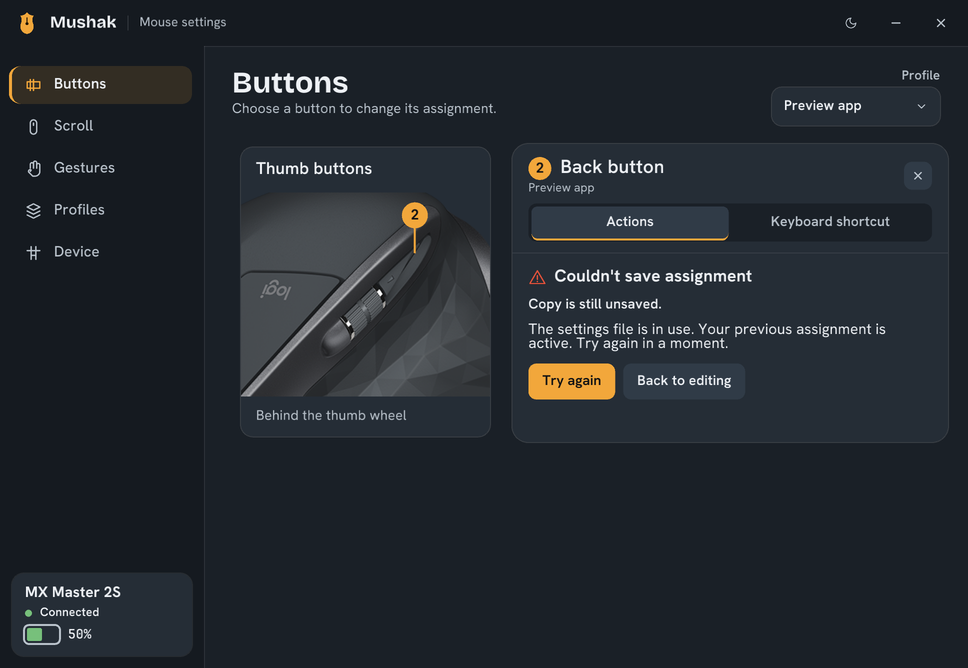 Mushak
Mouse settings
Buttons
Scroll
Gestures
Profiles
Device
MX Master 2S
Connected
50%
Buttons
Choose a button to change its assignment.
Profile
Preview app
Thumb buttons
2
logi
Behind the thumb wheel
2 Back button
Preview app
Actions
Keyboard shortcut
Couldn't save assignment
Copy is still unsaved.
The settings file is in use. Your previous assignment is
active. Try again in a moment.
Try again
Back to editing